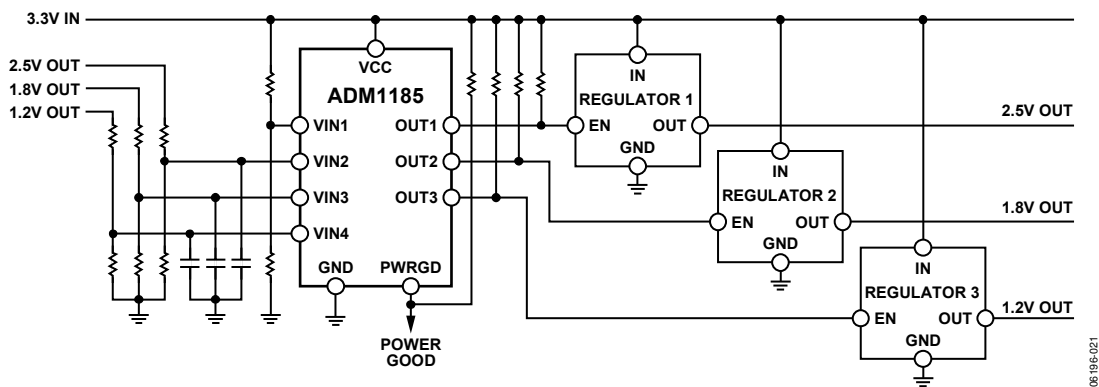 3.3V IN
2.5V OUT
1.8V OUT
1.2V OUT
VCC
ADM1185
VIN1
VIN2
VIN3
VIN4
OUT1
OUT2
OUT3
GND
PWRGD
POWER
GOOD
IN
REGULATOR 1
EN
OUT
GND
2.5V OUT
IN
REGULATOR 2
EN
OUT
GND
1.8V OUT
IN
REGULATOR 3
EN
OUT
GND
1.2V OUT
06196-021